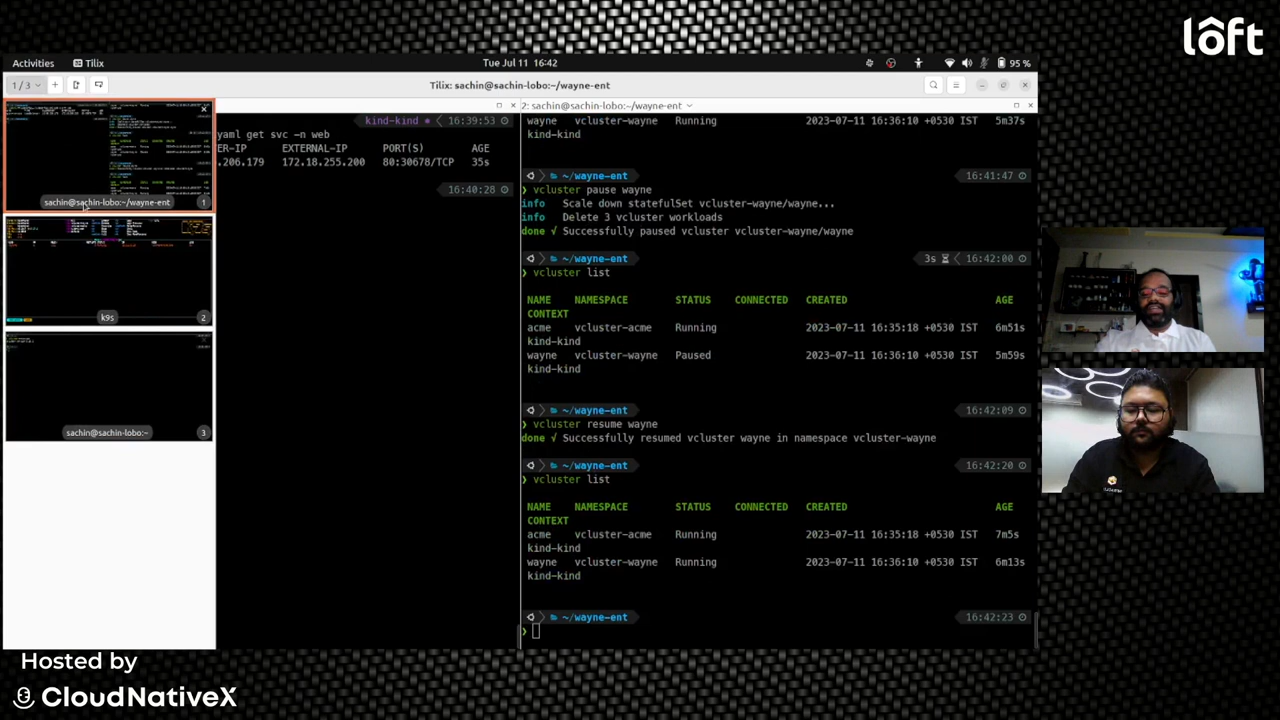 loft
Activities
Tilix
Tue Jul 11 16:42
95 %
1 / 3
Tilix: sachin@sachin-lobo:~/wayne-ent
sachin@sachin-lobo:~/wayne-ent 1
k9s 2
sachin@sachin-lobo:~ 3
kind-kind 16:39:53
yaml get svc -n web
ER-IP EXTERNAL-IP PORT(S) AGE
.206.179 172.18.255.200 80:30678/TCP 35s
16:40:28
2: sachin@sachin-lobo:~/wayne-ent
wayne vcluster-wayne Running 2023-07-11 16:36:10 +0530 IST 5m37s
kind-kind
~/wayne-ent 16:41:47
❯ vcluster pause wayne
info Scale down statefulSet vcluster-wayne/wayne...
info Delete 3 vcluster workloads
done √ Successfully paused vcluster vcluster-wayne/wayne
~/wayne-ent 3s 16:42:00
❯ vcluster list
NAME NAMESPACE STATUS CONNECTED CREATED AGE
CONTEXT
acme vcluster-acme Running 2023-07-11 16:35:18 +0530 IST 6m51s
kind-kind
wayne vcluster-wayne Paused 2023-07-11 16:36:10 +0530 IST 5m59s
kind-kind
~/wayne-ent 16:42:09
❯ vcluster resume wayne
done √ Successfully resumed vcluster wayne in namespace vcluster-wayne
~/wayne-ent 16:42:20
❯ vcluster list
NAME NAMESPACE STATUS CONNECTED CREATED AGE
CONTEXT
acme vcluster-acme Running 2023-07-11 16:35:18 +0530 IST 7m5s
kind-kind
wayne vcluster-wayne Running 2023-07-11 16:36:10 +0530 IST 6m13s
kind-kind
~/wayne-ent 16:42:23
❯
Hosted by
CloudNativeX